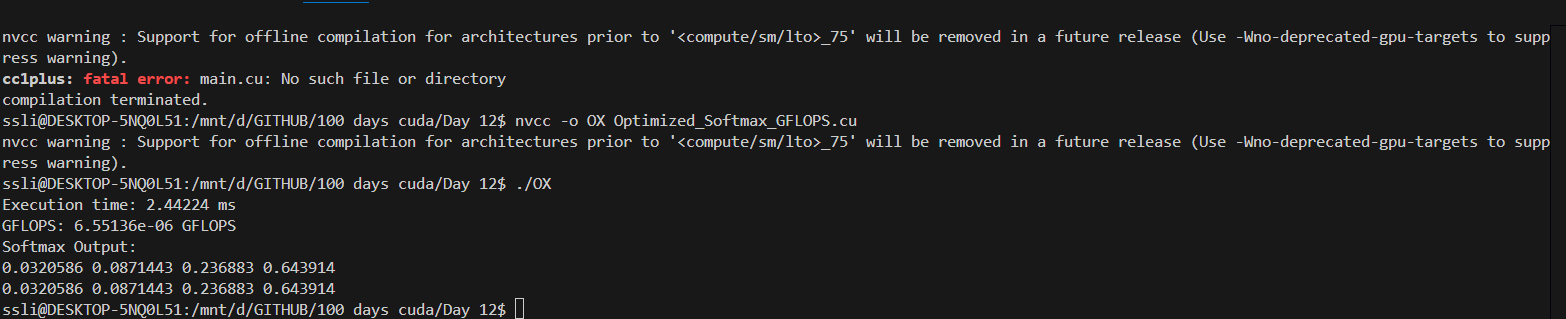 nvcc warning : Support for offline compilation for architectures prior to '<compute/sm/lto>_75' will be removed in a future release (Use -Wno-deprecated-gpu-targets to supp
ress warning).
cc1plus: fatal error: main.cu: No such file or directory
compilation terminated.
ssli@DESKTOP-5NQ0L51:/mnt/d/GITHUB/100 days cuda/Day 12$ nvcc -o OX Optimized_Softmax_GFLOPS.cu
nvcc warning : Support for offline compilation for architectures prior to '<compute/sm/lto>_75' will be removed in a future release (Use -Wno-deprecated-gpu-targets to supp
ress warning).
ssli@DESKTOP-5NQ0L51:/mnt/d/GITHUB/100 days cuda/Day 12$ ./OX
Execution time: 2.44224 ms
GFLOPS: 6.55136e-06 GFLOPS
Softmax Output:
0.0320586 0.0871443 0.236883 0.643914
0.0320586 0.0871443 0.236883 0.643914
ssli@DESKTOP-5NQ0L51:/mnt/d/GITHUB/100 days cuda/Day 12$